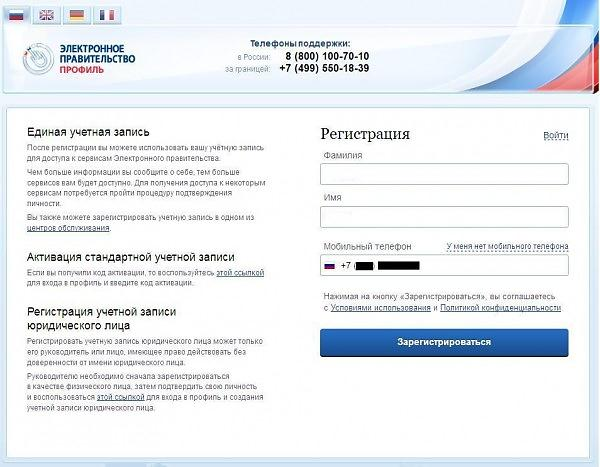 Телефоны поддержки:
ЭЛЕКТРОННОЕ
ПРАВИТЕЛЬСТВО
ПРОФИЛЬ
в России: 8 (800) 100-70-10
за границей: +7 (499) 550-18-39
Единая учетная запись
После регистрации вы можете использовать вашу учётную запись
для доступа к сервисам Электронного правительства.
Чем больше информации вы сообщите о себе, тем больше
сервисов вам будет доступно. Для получения доступа к некоторым
сервисам потребуется пройти процедуру подтверждения
личности.
Вы также можете зарегистрировать учетную запись в одном из
центров обслуживания.
Активация стандартной учетной записи
Если вы получили код активации, то воспользуйтесь этой ссылкой
для входа в профиль и введите код активации.
Регистрация учетной записи
юридического лица
Регистрировать учетную запись юридического лица может только
его руководитель или лицо, имеющее право действовать без
доверенности от имени юридического лица.
Руководителю необходимо сначала зарегистрироваться
в качестве физического лица, затем подтвердить свою личность
и воспользоваться этой ссылкой для входа в профиль и создания
учетной записи юридического лица.
Регистрация
Войти
Фамилия
Имя
Мобильный телефон
У меня нет мобильного телефона
+7 (
Нажимая на кнопку «Зарегистрироваться», вы соглашаетесь
с Условиями использования и Политикой конфиденциальности
Зарегистрироваться